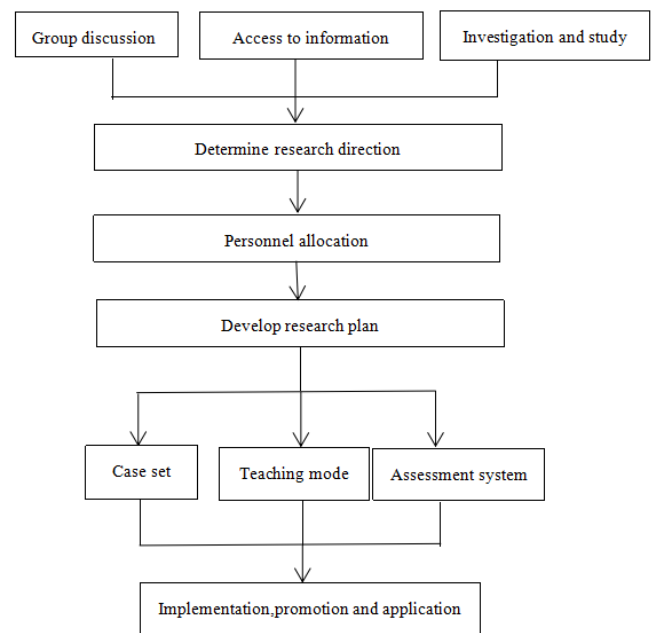 Group discussion
Access to information
Investigation and study
Determine research direction
Personnel allocation
Develop research plan
Case set
Teaching mode
Assessment system
Implementation,promotion and application